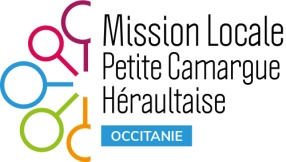 Mission Locale
Petite Camargue
Héraultaise
OCCITANIE